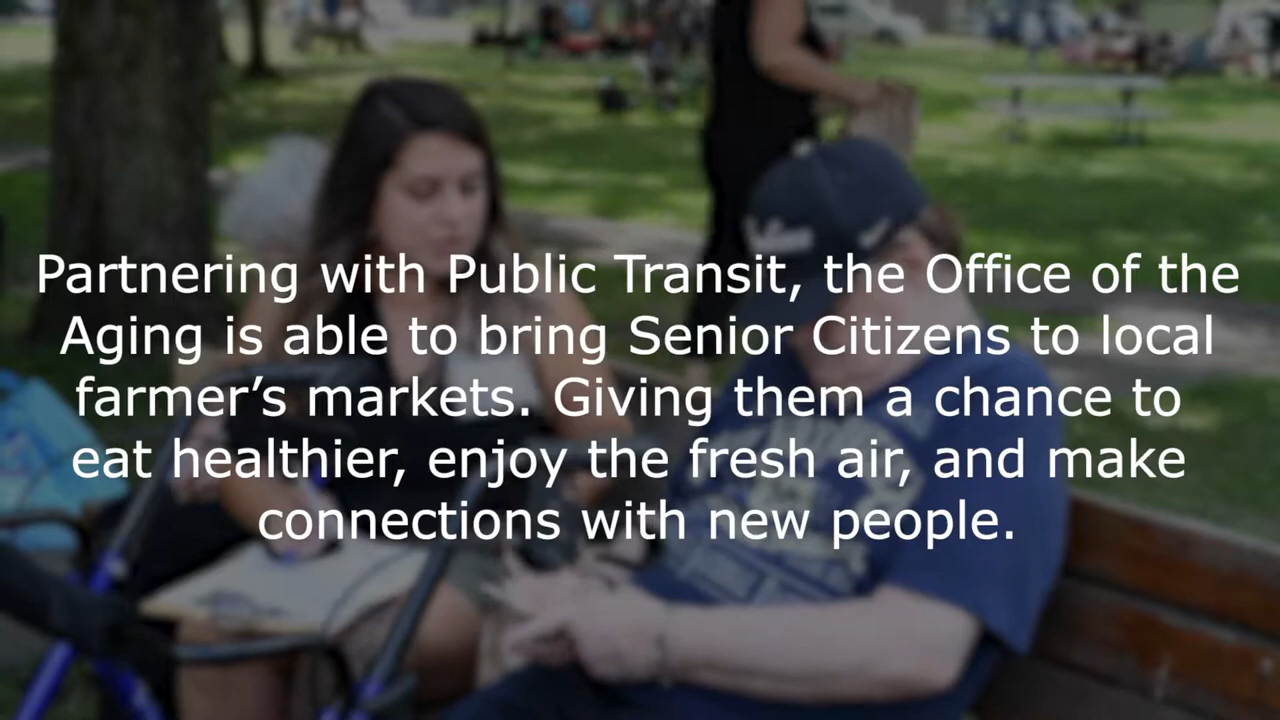 Partnering with Public Transit, the Office of the
Aging is able to bring Senior Citizens to local
farmer’s markets. Giving them a chance to
eat healthier, enjoy the fresh air, and make
connections with new people.